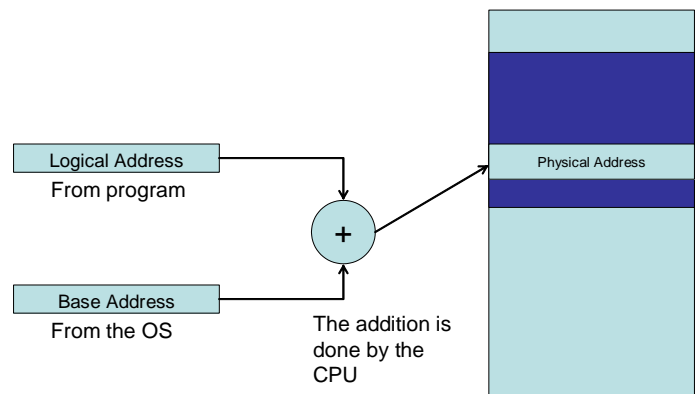 Logical Address
From program
Physical Address
+
Base Address
From the OS
The addition is
done by the
CPU